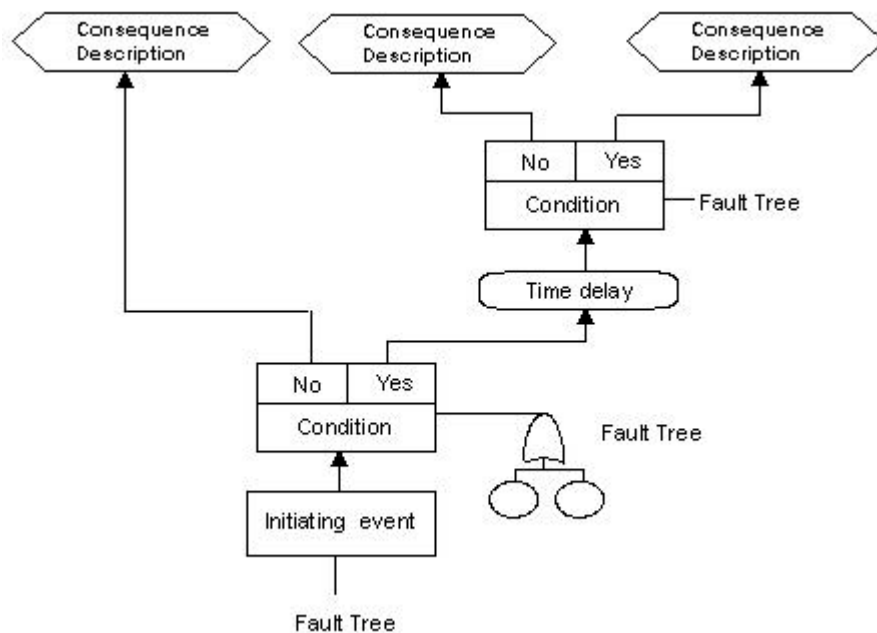 Consequence
Description
Consequence
Description
Consequence
Description
No
Yes
Condition
Fault Tree
Time delay
No
Yes
Condition
Fault Tree
Initiating event
Fault Tree